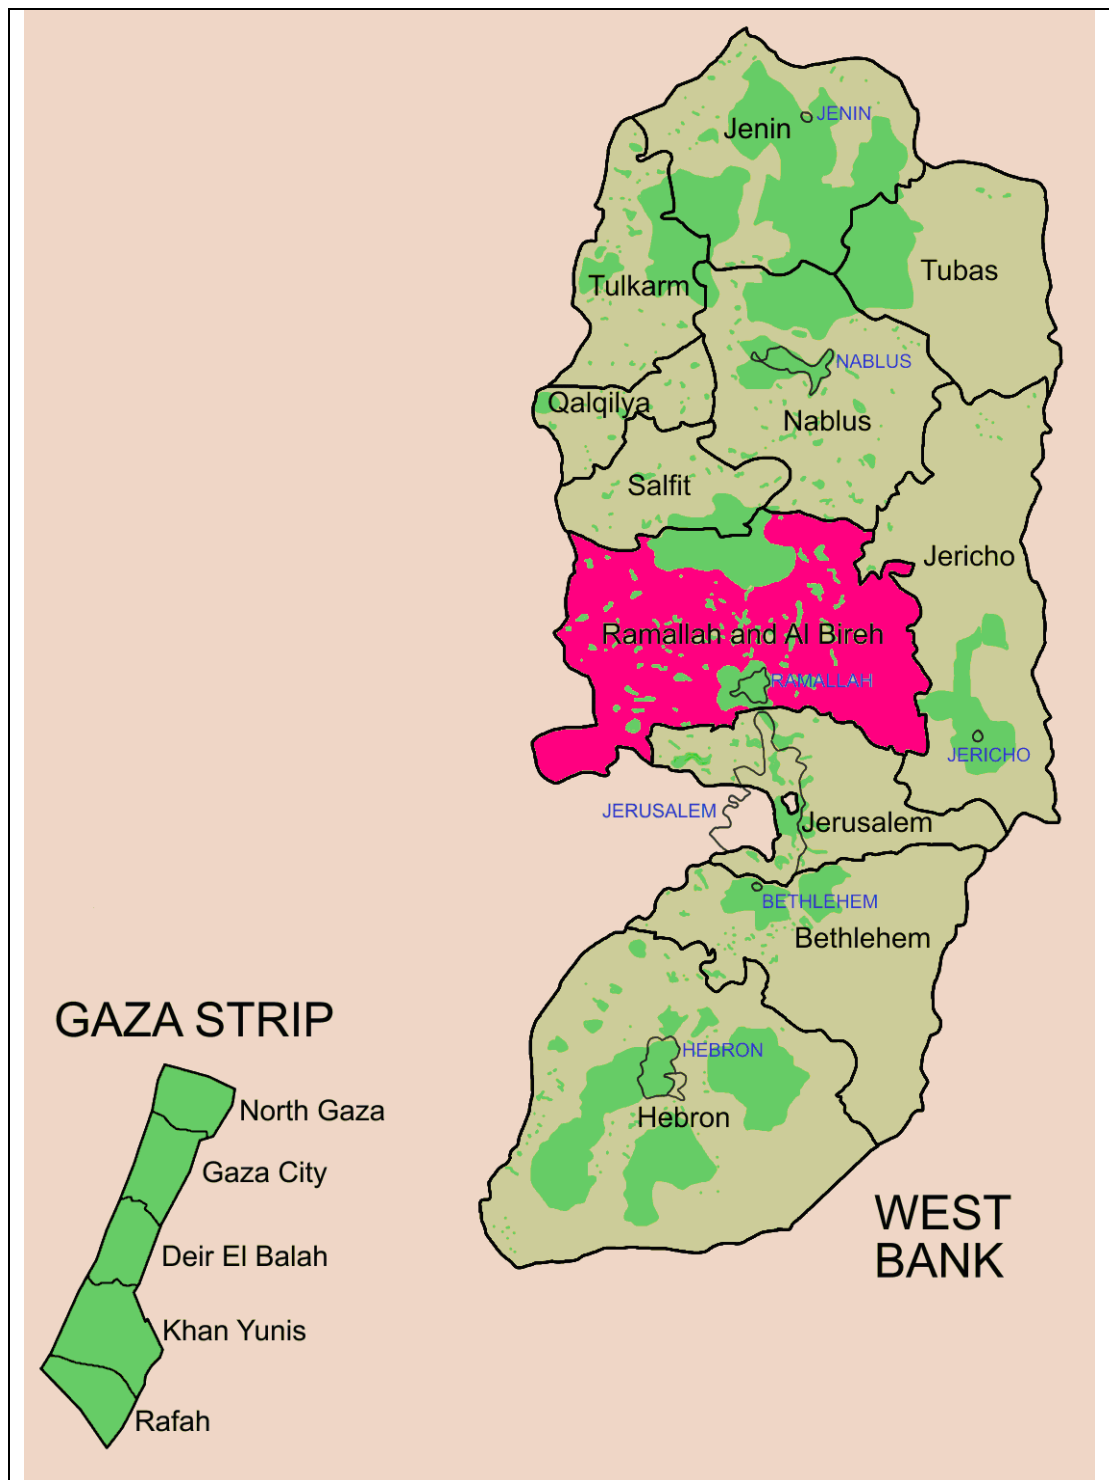 Jenin
JENIN
Tubas
Tulkarm
NABLUS
Qalqilya
Nablus
Salfit
Jericho
Ramallah and Al Bireh
RAMALLAH
JERICHO
JERUSALEM
Jerusalem
BETHLEHEM
Bethlehem
GAZA STRIP
HEBRON
North Gaza
Hebron
Gaza City
WEST
BANK
Deir El Balah
Khan Yunis
Rafah